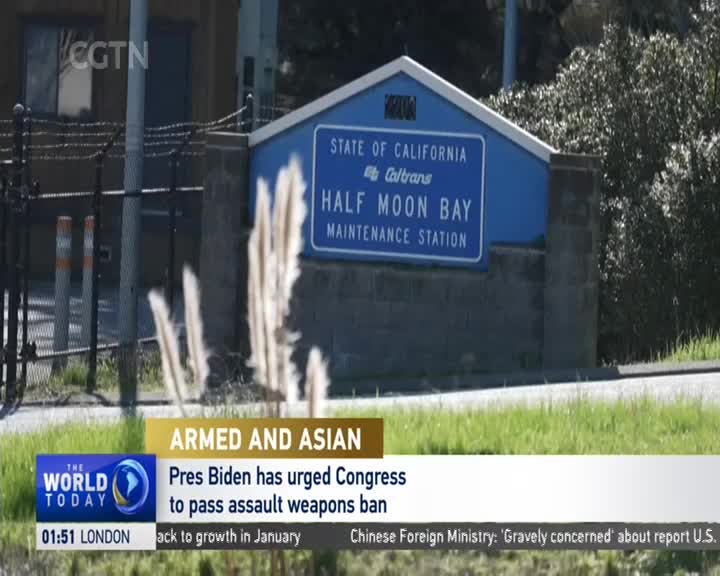 CGTN
STATE OF CALIFORNIA
Caltrans
HALF MOON BAY
MAINTENANCE STATION
ARMED AND ASIAN
THE WORLD TODAY
Pres Biden has urged Congress
to pass assault weapons ban
01:51 LONDON
ack to growth in January Chinese Foreign Ministry: 'Gravely concerned' about report U.S.